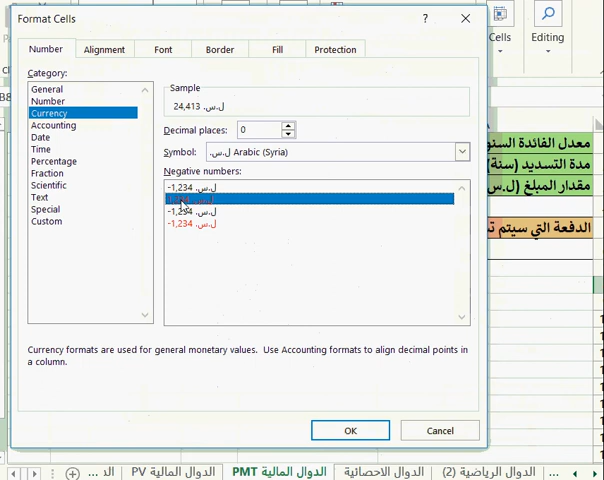 Format Cells
Number Alignment Font Border Fill Protection
Category:
General
Number
Currency
Accounting
Date
Time
Percentage
Fraction
Scientific
Text
Special
Custom
Sample
ل.س. 24,413
Decimal places: 0
Symbol: ل.س. Arabic (Syria)
Negative numbers:
ل.س. -1,234
ل.س. -1,234
ل.س. -1,234
Currency formats are used for general monetary values. Use Accounting formats to align decimal points in
a column.
OK Cancel
Cells Editing
معدل الفائدة السنو
مدة التسديد (سنة)
مقدار المبلغ (ل.س
الدفعة التي سيتم
الدوال الرياضية (2) الدوال الاحصائية الدوال المالية PMT الدوال المالية PV الد ...